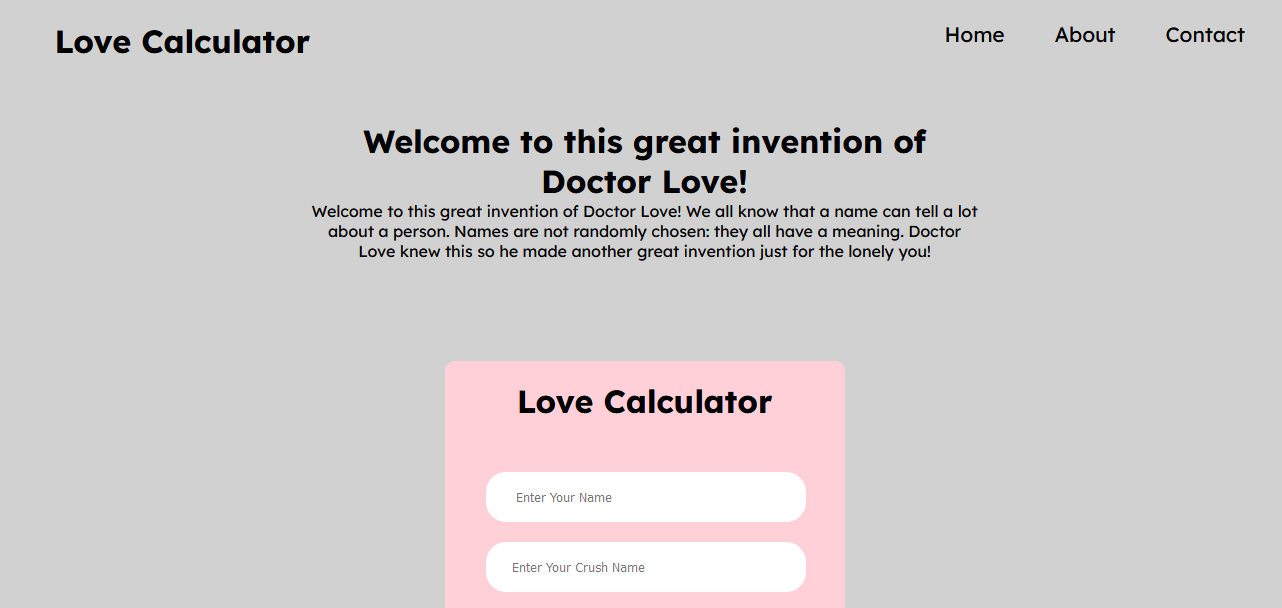 Love Calculator
Home
About
Contact
Welcome to this great invention of
Doctor Love!
Welcome to this great invention of Doctor Love! We all know that a name can tell a lot
about a person. Names are not randomly chosen: they all have a meaning. Doctor
Love knew this so he made another great invention just for the lonely you!
Love Calculator
Enter Your Name
Enter Your Crush Name